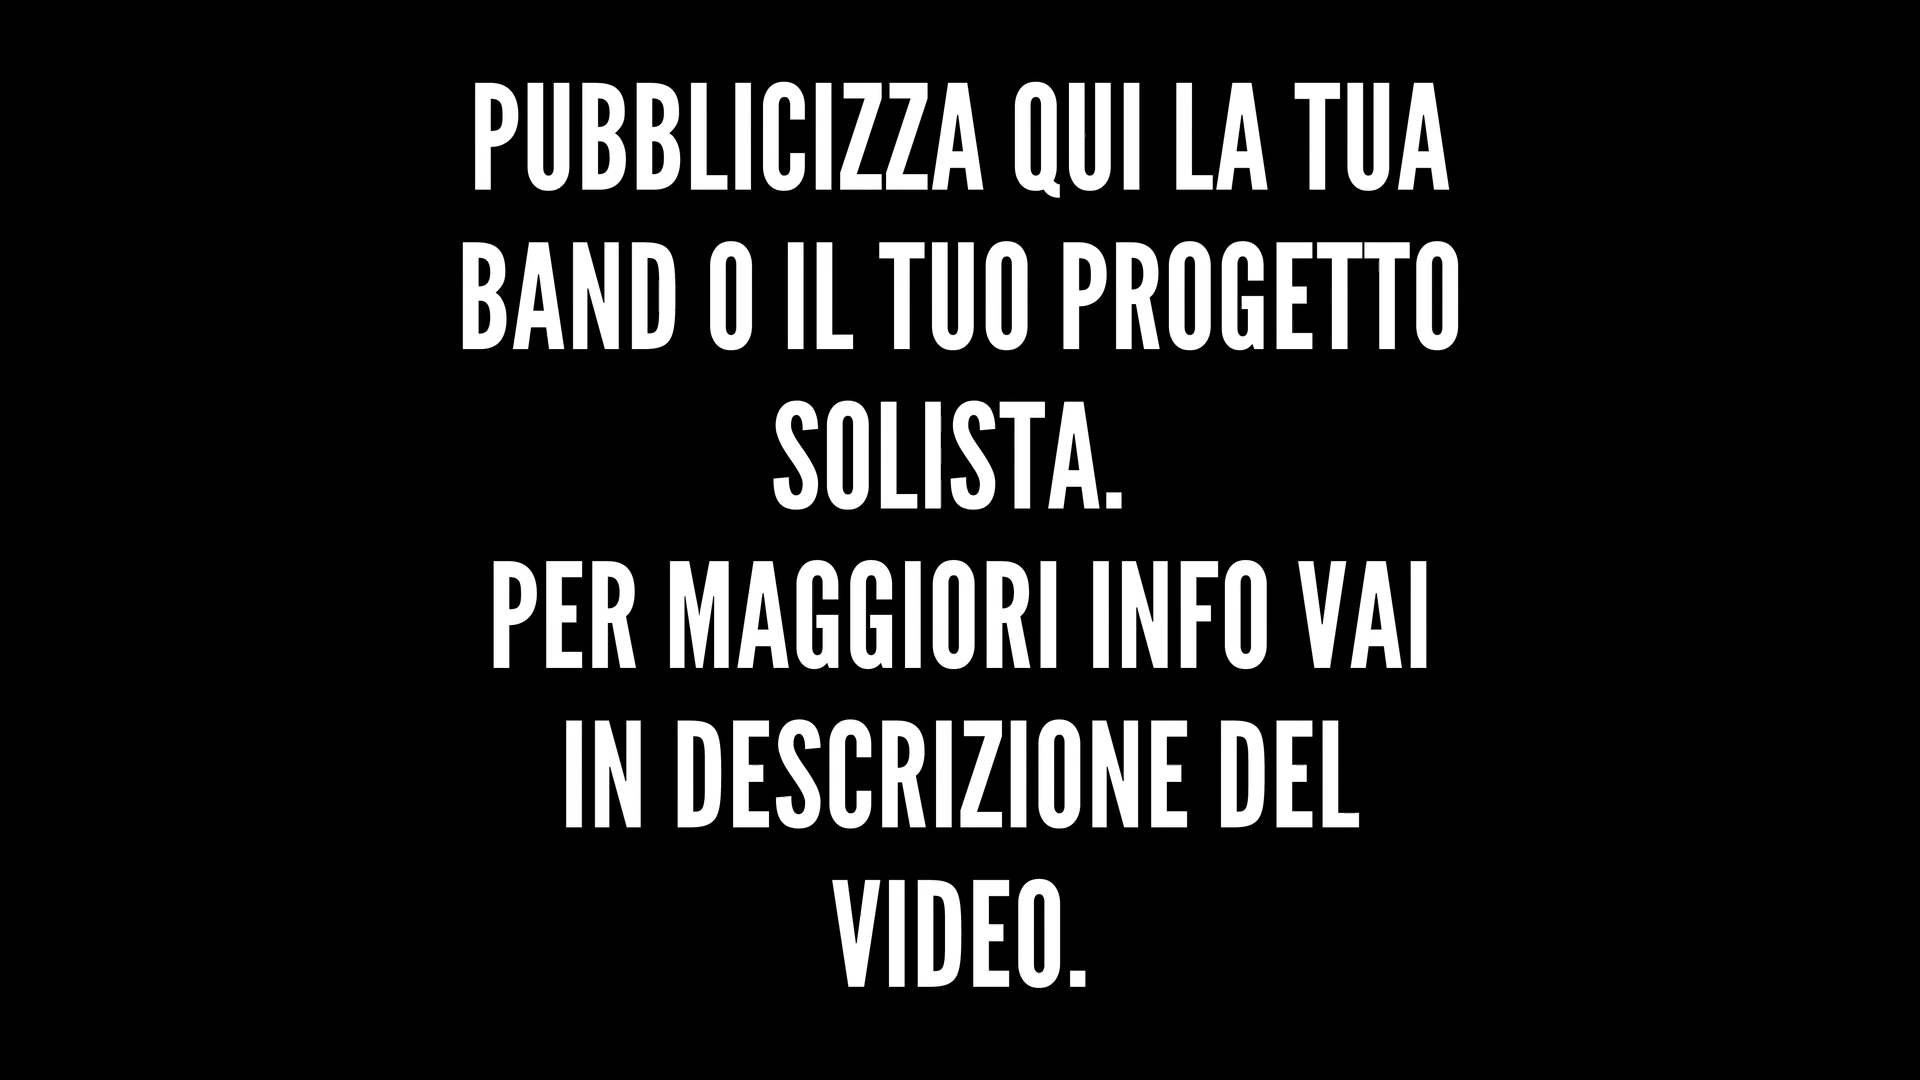 PUBBLICIZZA QUI LA TUA
BAND O IL TUO PROGETTO
SOLISTA.
PER MAGGIORI INFO VAI
IN DESCRIZIONE DEL
VIDEO.